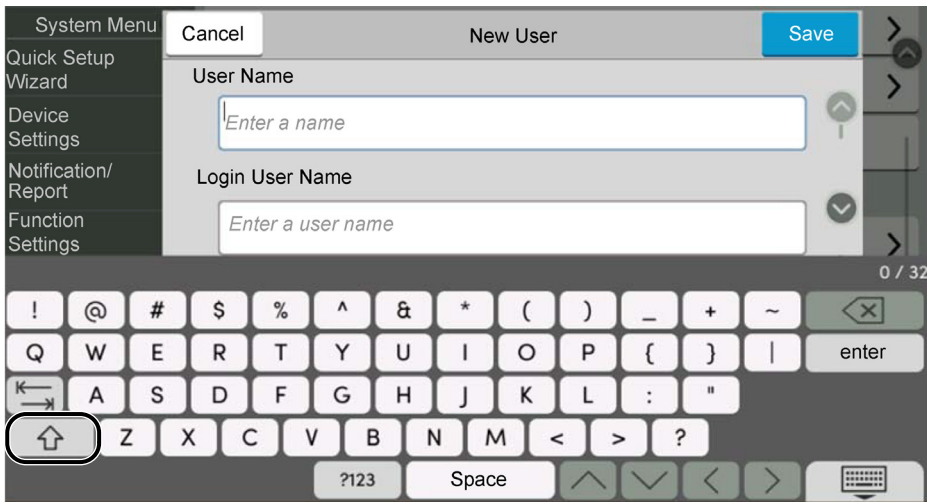 System Menu
Cancel
New User
Save
Quick Setup
Wizard
User Name
Enter a name
Device
Settings
Notification/
Report
Login User Name
Function
Settings
Enter a user name
0 / 32
! @ # $ % ^ & * ( ) _ + ~
Q W E R T Y U I O P { } | enter
A S D F G H J K L : "
Z X C V B N M < > ?
?123 Space